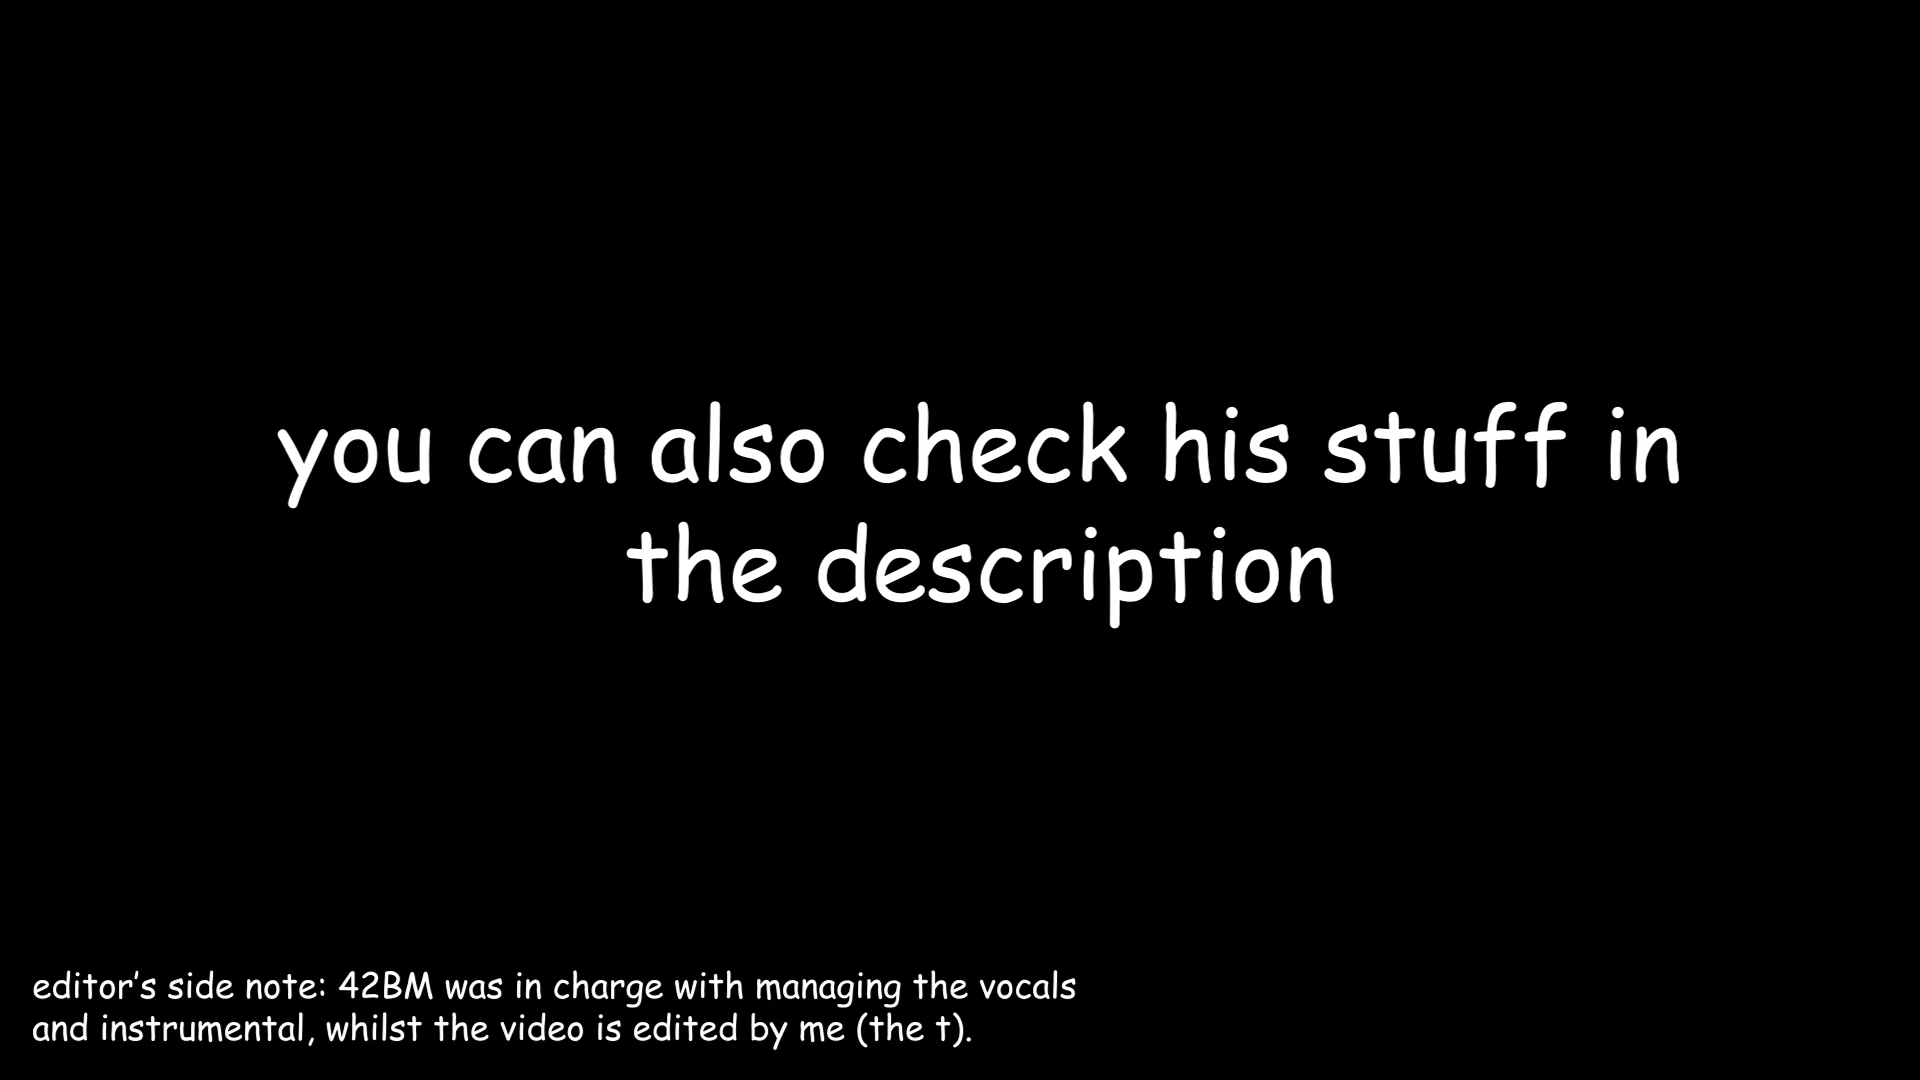 you can also check his stuff in
the description
editor's side note: 42BM was in charge with managing the vocals
and instrumental, whilst the video is edited by me (the t).